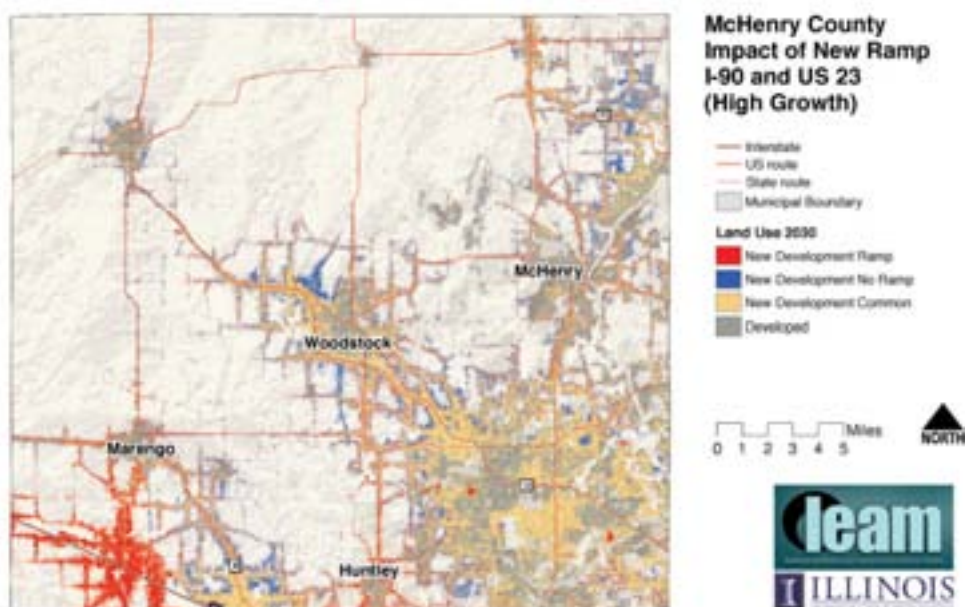 McHenry County
Impact of New Ramp
I-90 and US 23
(High Growth)
Interstate
US route
State route
Municipal Boundary
Land Use 2030
New Development Ramp
New Development No Ramp
New Development Common
Developed
McHenry
Woodstock
Marengo
Huntley
Miles
0 1 2 3 4 5
NORTH
leam
I ILLINOIS